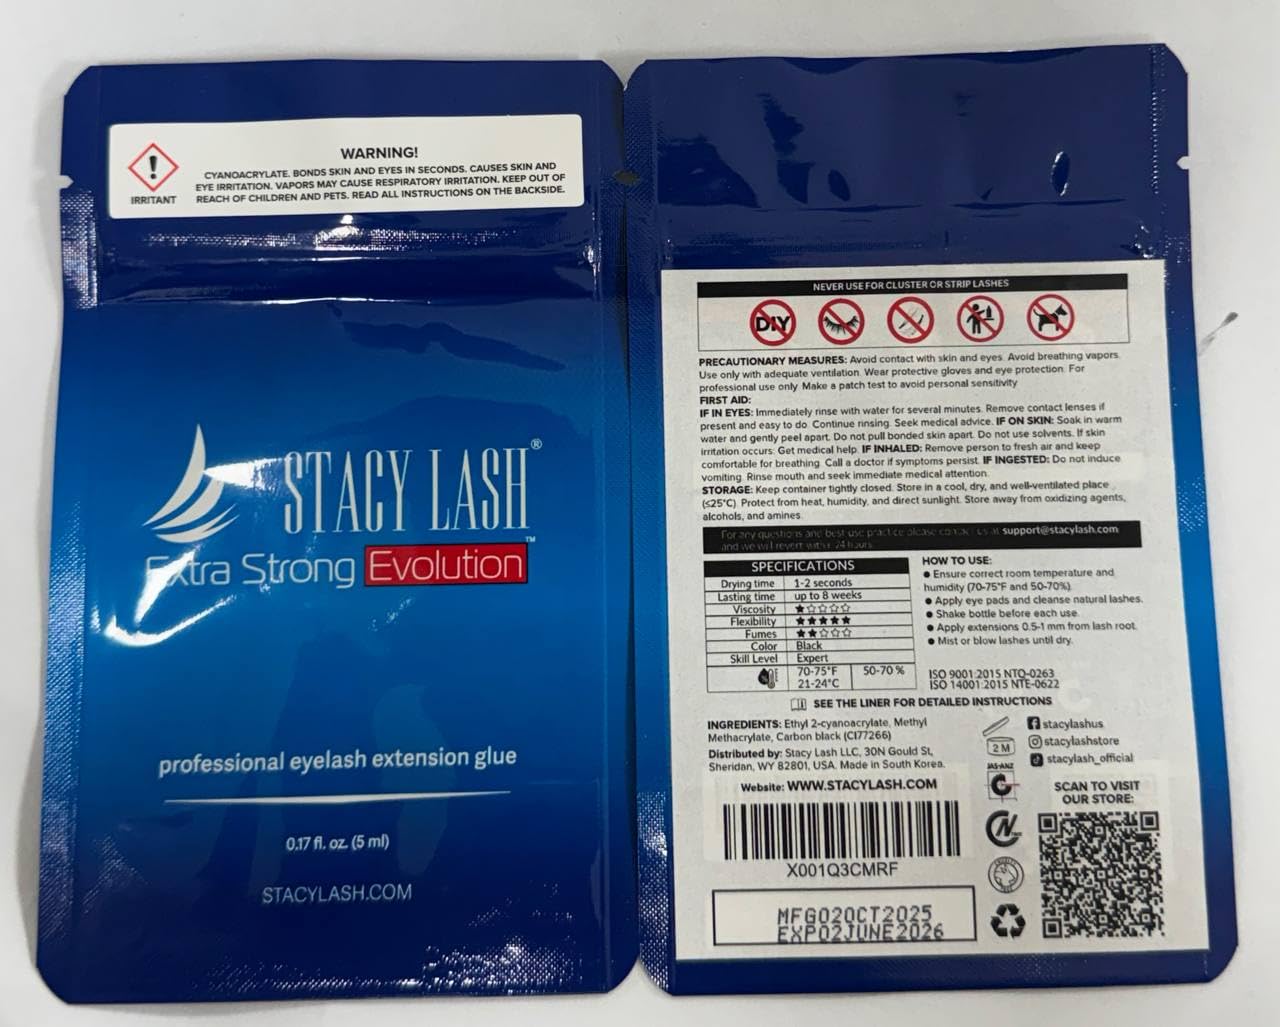 WARNING!
CYANOACRYLATE. BONDS SKIN AND EYES IN SECONDS. CAUSES SKIN AND
EYE IRRITATION. VAPORS MAY CAUSE RESPIRATORY IRRITATION. KEEP OUT OF
REACH OF CHILDREN AND PETS. READ ALL INSTRUCTIONS ON THE BACKSIDE.
IRRITANT
STACY LASH®
Extra Strong Evolution™
professional eyelash extension glue
0.17 fl. oz. (5 ml)
STACYLASH.COM
NEVER USE FOR CLUSTER OR STRIP LASHES
DIY
PRECAUTIONARY MEASURES: Avoid contact with skin and eyes. Avoid breathing vapors.
Use only with adequate ventilation. Wear protective gloves and eye protection. For
professional use only. Make a patch test to avoid personal sensitivity
FIRST AID:
IF IN EYES: Immediately rinse with water for several minutes. Remove contact lenses if
present and easy to do. Continue rinsing. Seek medical advice. IF ON SKIN: Soak in warm
water and gently peel apart. Do not pull bonded skin apart. Do not use solvents. If skin
irritation occurs: Get medical help. IF INHALED: Remove person to fresh air and keep
comfortable for breathing. Call a doctor if symptoms persist. IF INGESTED: Do not induce
vomiting. Rinse mouth and seek immediate medical attention.
STORAGE: Keep container tightly closed. Store in a cool, dry, and well-ventilated place
(≤25°C). Protect from heat, humidity, and direct sunlight. Store away from oxidizing agents,
alcohols, and amines.
For any questions and best use practice please contact us at support@stacylash.com
and we will revert within 24 hours
SPECIFICATIONS
Drying time 1-2 seconds
Lasting time up to 8 weeks
Viscosity ★☆☆☆☆
Flexibility ★★★★★
Fumes ★★☆☆☆
Color Black
Skill Level Expert
70-75°F 50-70 %
21-24°C
HOW TO USE:
● Ensure correct room temperature and
humidity (70-75°F and 50-70%).
● Apply eye pads and cleanse natural lashes.
● Shake bottle before each use.
● Apply extensions 0.5-1 mm from lash root.
● Mist or blow lashes until dry.
ISO 9001:2015 NTQ-0263
ISO 14001:2015 NTE-0622
SEE THE LINER FOR DETAILED INSTRUCTIONS
INGREDIENTS: Ethyl 2-cyanoacrylate, Methyl
Methacrylate, Carbon black (CI77266)
Distributed by: Stacy Lash LLC, 30N Gould St,
Sheridan, WY 82801, USA. Made in South Korea.
Website: WWW.STACYLASH.COM
X001Q3CMRF
MFG02OCT2025
EXP02JUNE2026
2 M
JAS-ANZ
stacylashus
stacylashstore
stacylash_official
SCAN TO VISIT
OUR STORE: